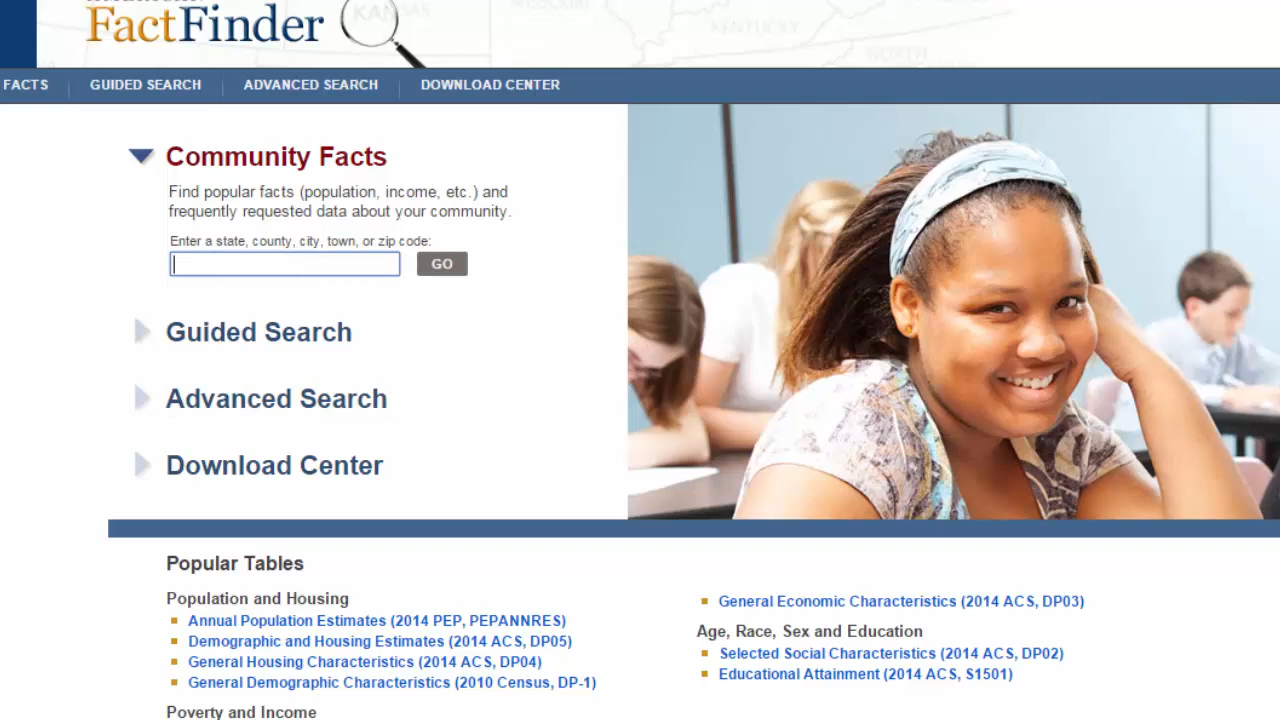 FactFinder
KANSAS
MISSOURI
KENTUCKY
NORTH
FACTS
GUIDED SEARCH
ADVANCED SEARCH
DOWNLOAD CENTER
Community Facts
Find popular facts (population, income, etc.) and
frequently requested data about your community.
Enter a state, county, city, town, or zip code:
GO
Guided Search
Advanced Search
Download Center
Popular Tables
Population and Housing
Annual Population Estimates (2014 PEP, PEPANNRES)
Demographic and Housing Estimates (2014 ACS, DP05)
General Housing Characteristics (2014 ACS, DP04)
General Demographic Characteristics (2010 Census, DP-1)
Poverty and Income
General Economic Characteristics (2014 ACS, DP03)
Age, Race, Sex and Education
Selected Social Characteristics (2014 ACS, DP02)
Educational Attainment (2014 ACS, S1501)